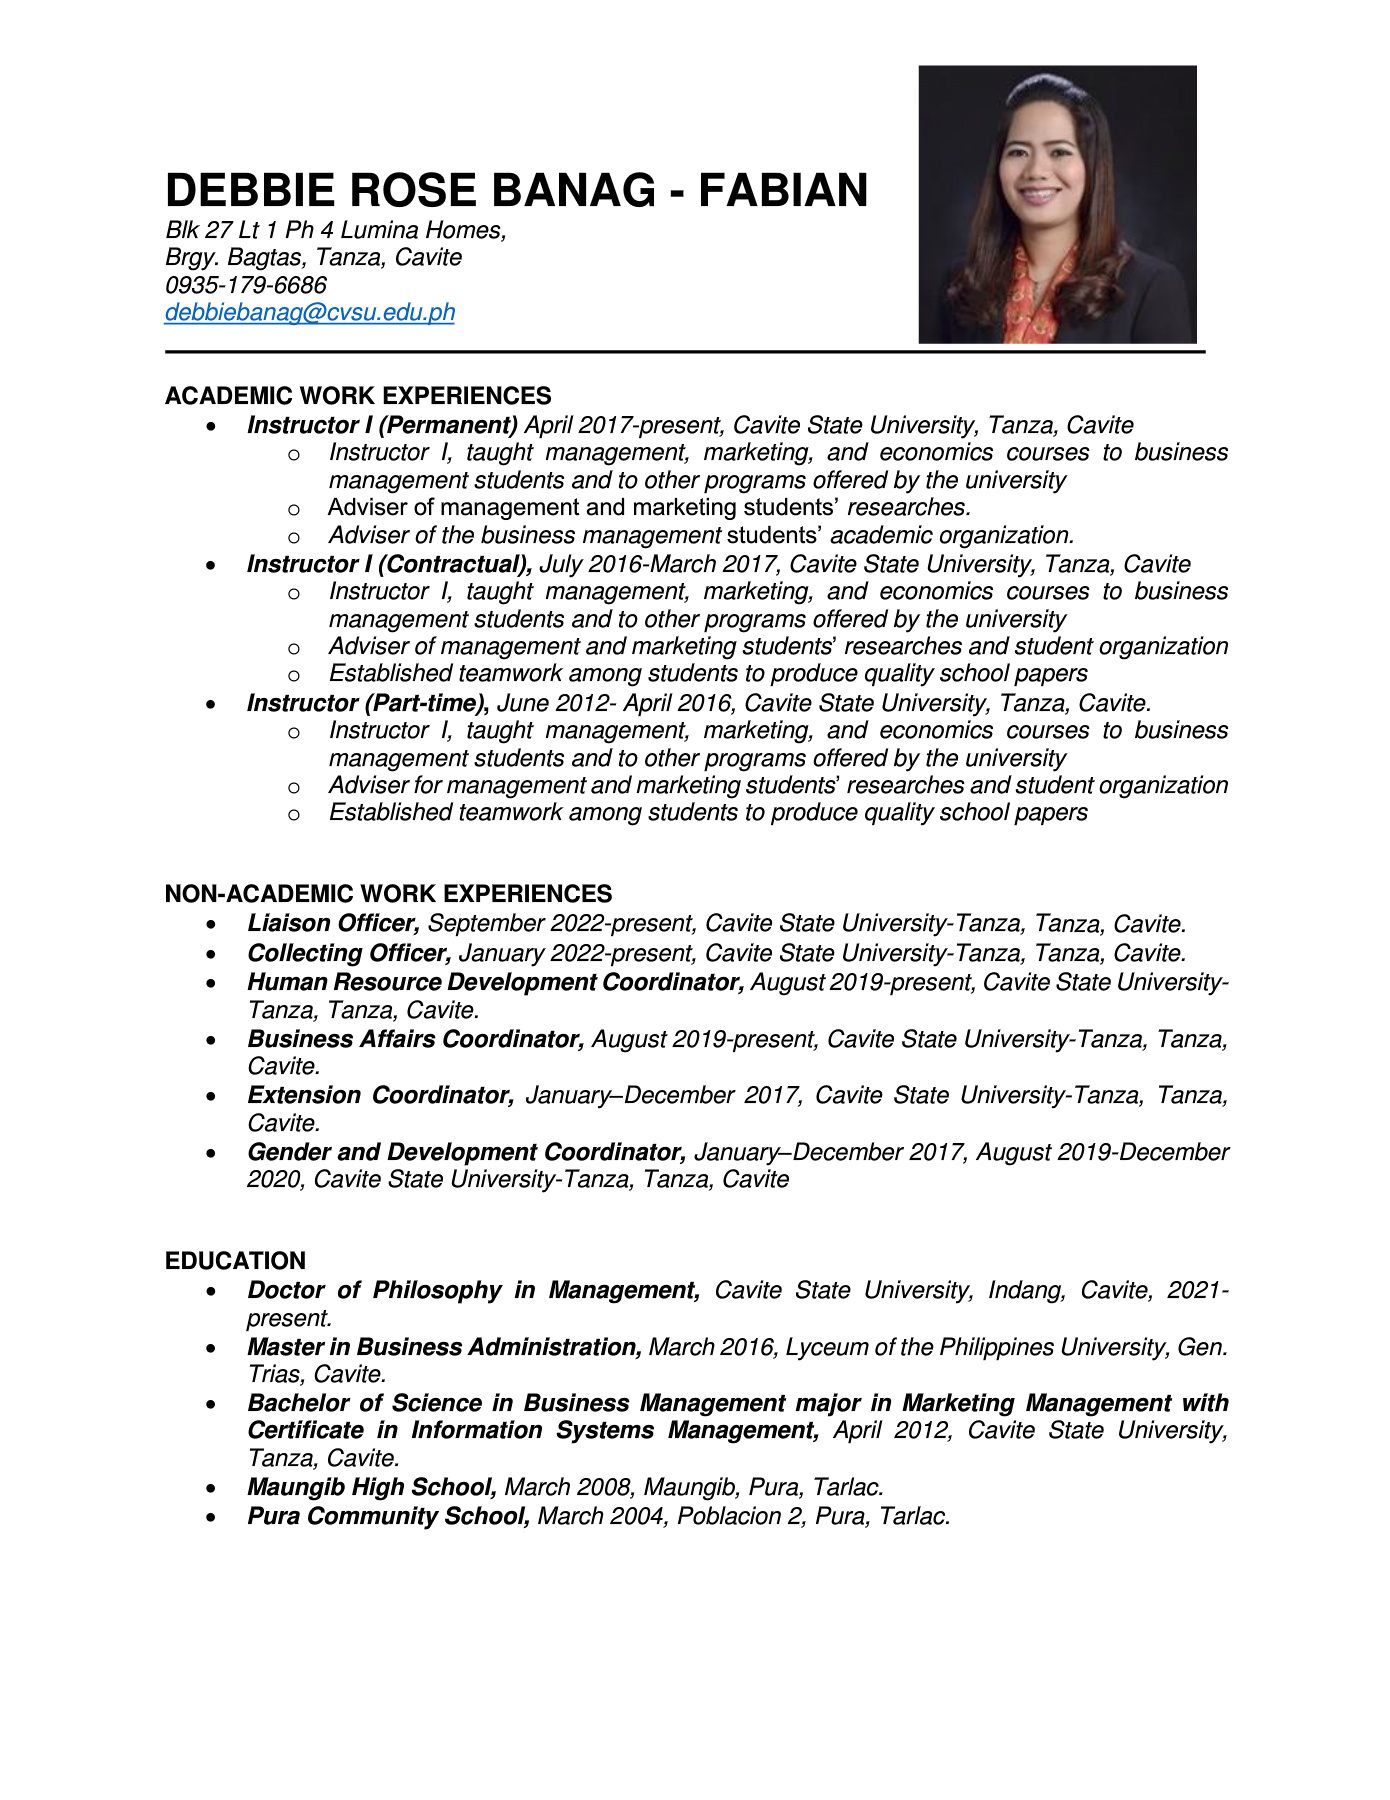 DEBBIE ROSE BANAG - FABIAN
Blk 27 Lt 1 Ph 4 Lumina Homes,
Brgy. Bagtas, Tanza, Cavite
0935-179-6686
debbiebanag@cvsu.edu.ph
ACADEMIC WORK EXPERIENCES
• Instructor I (Permanent) April 2017-present, Cavite State University, Tanza, Cavite
o Instructor I, taught management, marketing, and economics courses to business
management students and to other programs offered by the university
o Adviser of management and marketing students’ researches.
o Adviser of the business management students’ academic organization.
• Instructor I (Contractual), July 2016-March 2017, Cavite State University, Tanza, Cavite
o Instructor I, taught management, marketing, and economics courses to business
management students and to other programs offered by the university
o Adviser of management and marketing students’ researches and student organization
o Established teamwork among students to produce quality school papers
• Instructor (Part-time), June 2012- April 2016, Cavite State University, Tanza, Cavite.
o Instructor I, taught management, marketing, and economics courses to business
management students and to other programs offered by the university
o Adviser for management and marketing students’ researches and student organization
o Established teamwork among students to produce quality school papers
NON-ACADEMIC WORK EXPERIENCES
• Liaison Officer, September 2022-present, Cavite State University-Tanza, Tanza, Cavite.
• Collecting Officer, January 2022-present, Cavite State University-Tanza, Tanza, Cavite.
• Human Resource Development Coordinator, August 2019-present, Cavite State University-
Tanza, Tanza, Cavite.
• Business Affairs Coordinator, August 2019-present, Cavite State University-Tanza, Tanza,
Cavite.
• Extension Coordinator, January–December 2017, Cavite State University-Tanza, Tanza,
Cavite.
• Gender and Development Coordinator, January–December 2017, August 2019-December
2020, Cavite State University-Tanza, Tanza, Cavite
EDUCATION
• Doctor of Philosophy in Management, Cavite State University, Indang, Cavite, 2021-
present.
• Master in Business Administration, March 2016, Lyceum of the Philippines University, Gen.
Trias, Cavite.
• Bachelor of Science in Business Management major in Marketing Management with
Certificate in Information Systems Management, April 2012, Cavite State University,
Tanza, Cavite.
• Maungib High School, March 2008, Maungib, Pura, Tarlac.
• Pura Community School, March 2004, Poblacion 2, Pura, Tarlac.